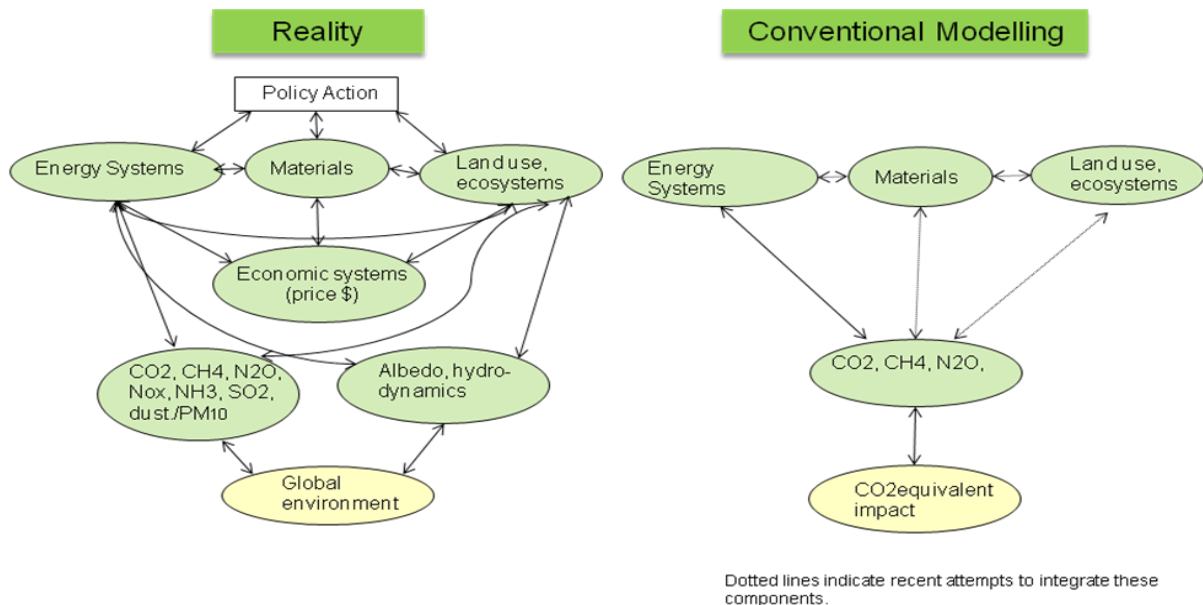 Reality
Conventional Modelling
Policy Action
Energy Systems
Materials
Land use,
ecosystems
Economic systems
(price $)
CO2, CH4, N2O,
Nox, NH3, SO2,
dust./PM10
Albedo, hydro-
dynamics
Global
environment
Energy
Systems
Materials
Land use,
ecosystems
CO2, CH4, N2O,
CO2equivalent
impact
Dotted lines indicate recent attempts to integrate these
components.